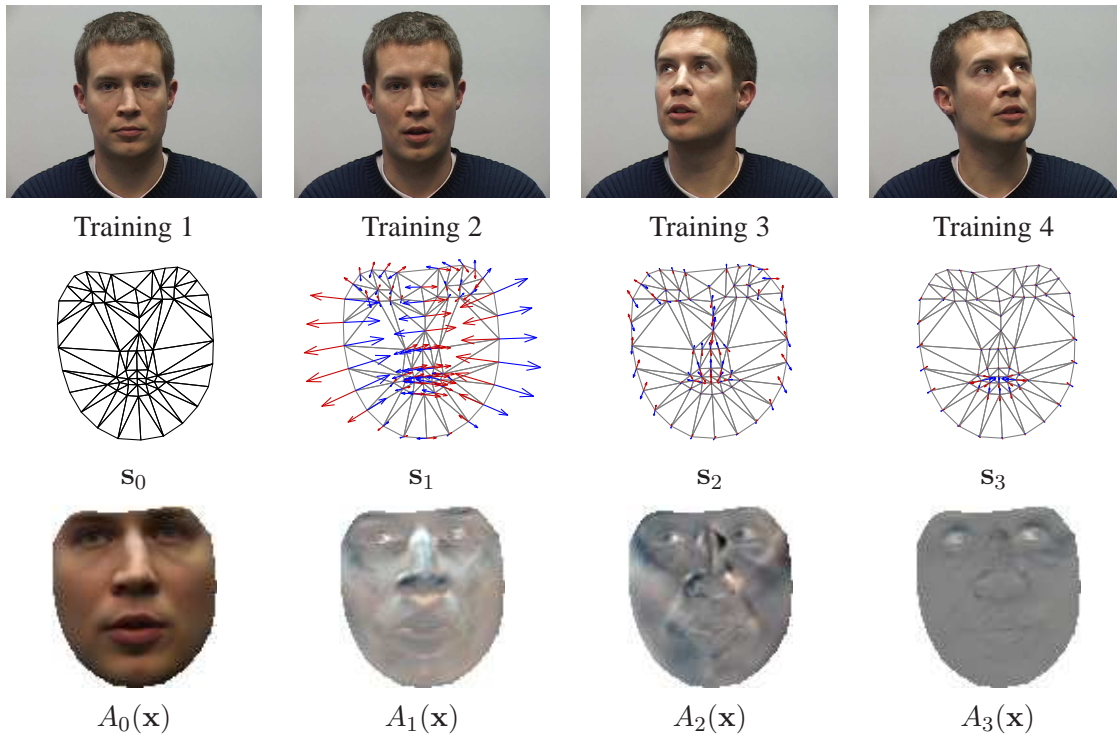 Training 1 Training 2 Training 3 Training 4
s₀ s₁ s₂ s₃
A₀(x) A₁(x) A₂(x) A₃(x)